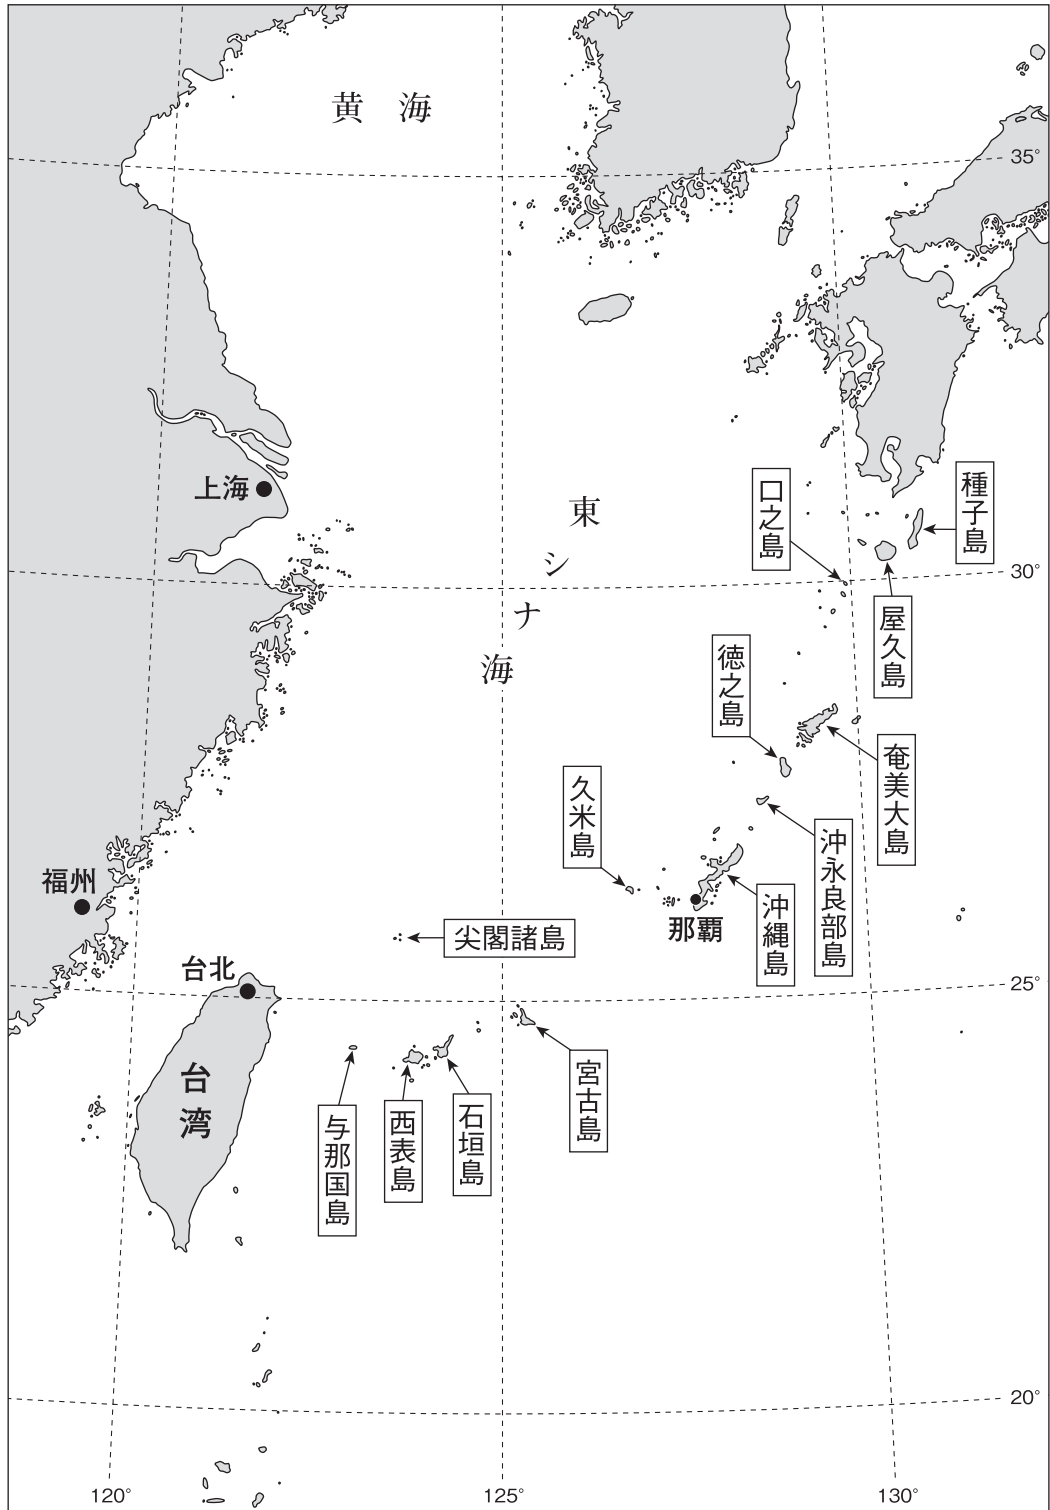 黄海
35°
上海
東シナ海
口之島
種子島
30°
屋久島
徳之島
奄美大島
久米島
沖永良部島
福州
沖縄島
那覇
尖閣諸島
台北
25°
台湾
宮古島
石垣島
西表島
与那国島
20°
120°
125°
130°